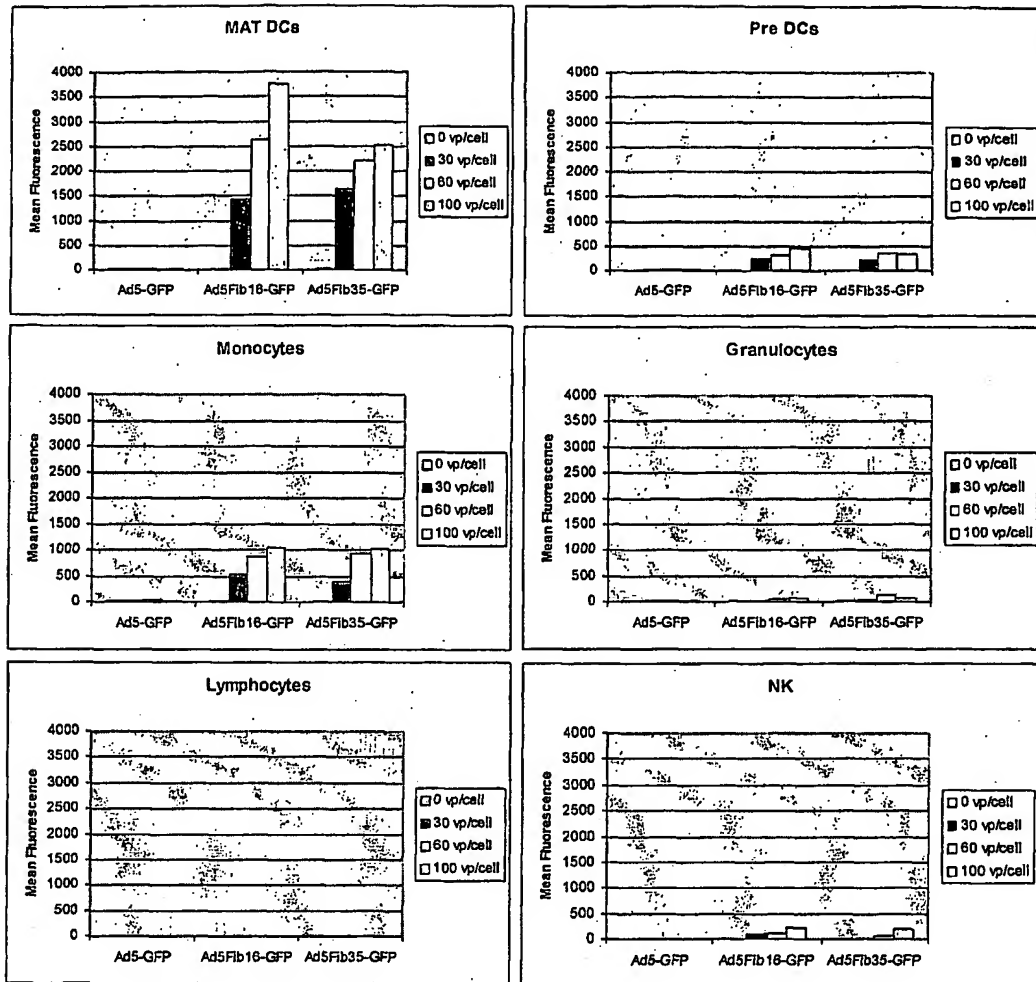 MAT DCs
Mean Fluorescence
4000
3500
3000
2500
2000
1500
1000
500
0
Ad5-GFP Ad5Fib16-GFP Ad5Fib35-GFP
0 vp/cell
30 vp/cell
60 vp/cell
100 vp/cell
Pre DCs
Mean Fluorescence
4000
3500
3000
2500
2000
1500
1000
500
0
Ad5-GFP Ad5Fib16-GFP Ad5Fib35-GFP
0 vp/cell
30 vp/cell
60 vp/cell
100 vp/cell
Monocytes
Mean Fluorescence
4000
3500
3000
2500
2000
1500
1000
500
0
Ad5-GFP Ad5Fib16-GFP Ad5Fib35-GFP
0 vp/cell
30 vp/cell
60 vp/cell
100 vp/cell
Granulocytes
Mean Fluorescence
4000
3500
3000
2500
2000
1500
1000
500
0
Ad5-GFP Ad5Fib16-GFP Ad5Fib35-GFP
0 vp/cell
30 vp/cell
60 vp/cell
100 vp/cell
Lymphocytes
Mean Fluorescence
4000
3500
3000
2500
2000
1500
1000
500
0
Ad5-GFP Ad5Fib16-GFP Ad5Fib35-GFP
0 vp/cell
30 vp/cell
60 vp/cell
100 vp/cell
NK
Mean Fluorescence
4000
3500
3000
2500
2000
1500
1000
500
0
Ad5-GFP Ad5Fib16-GFP Ad5Fib35-GFP
0 vp/cell
30 vp/cell
60 vp/cell
100 vp/cell